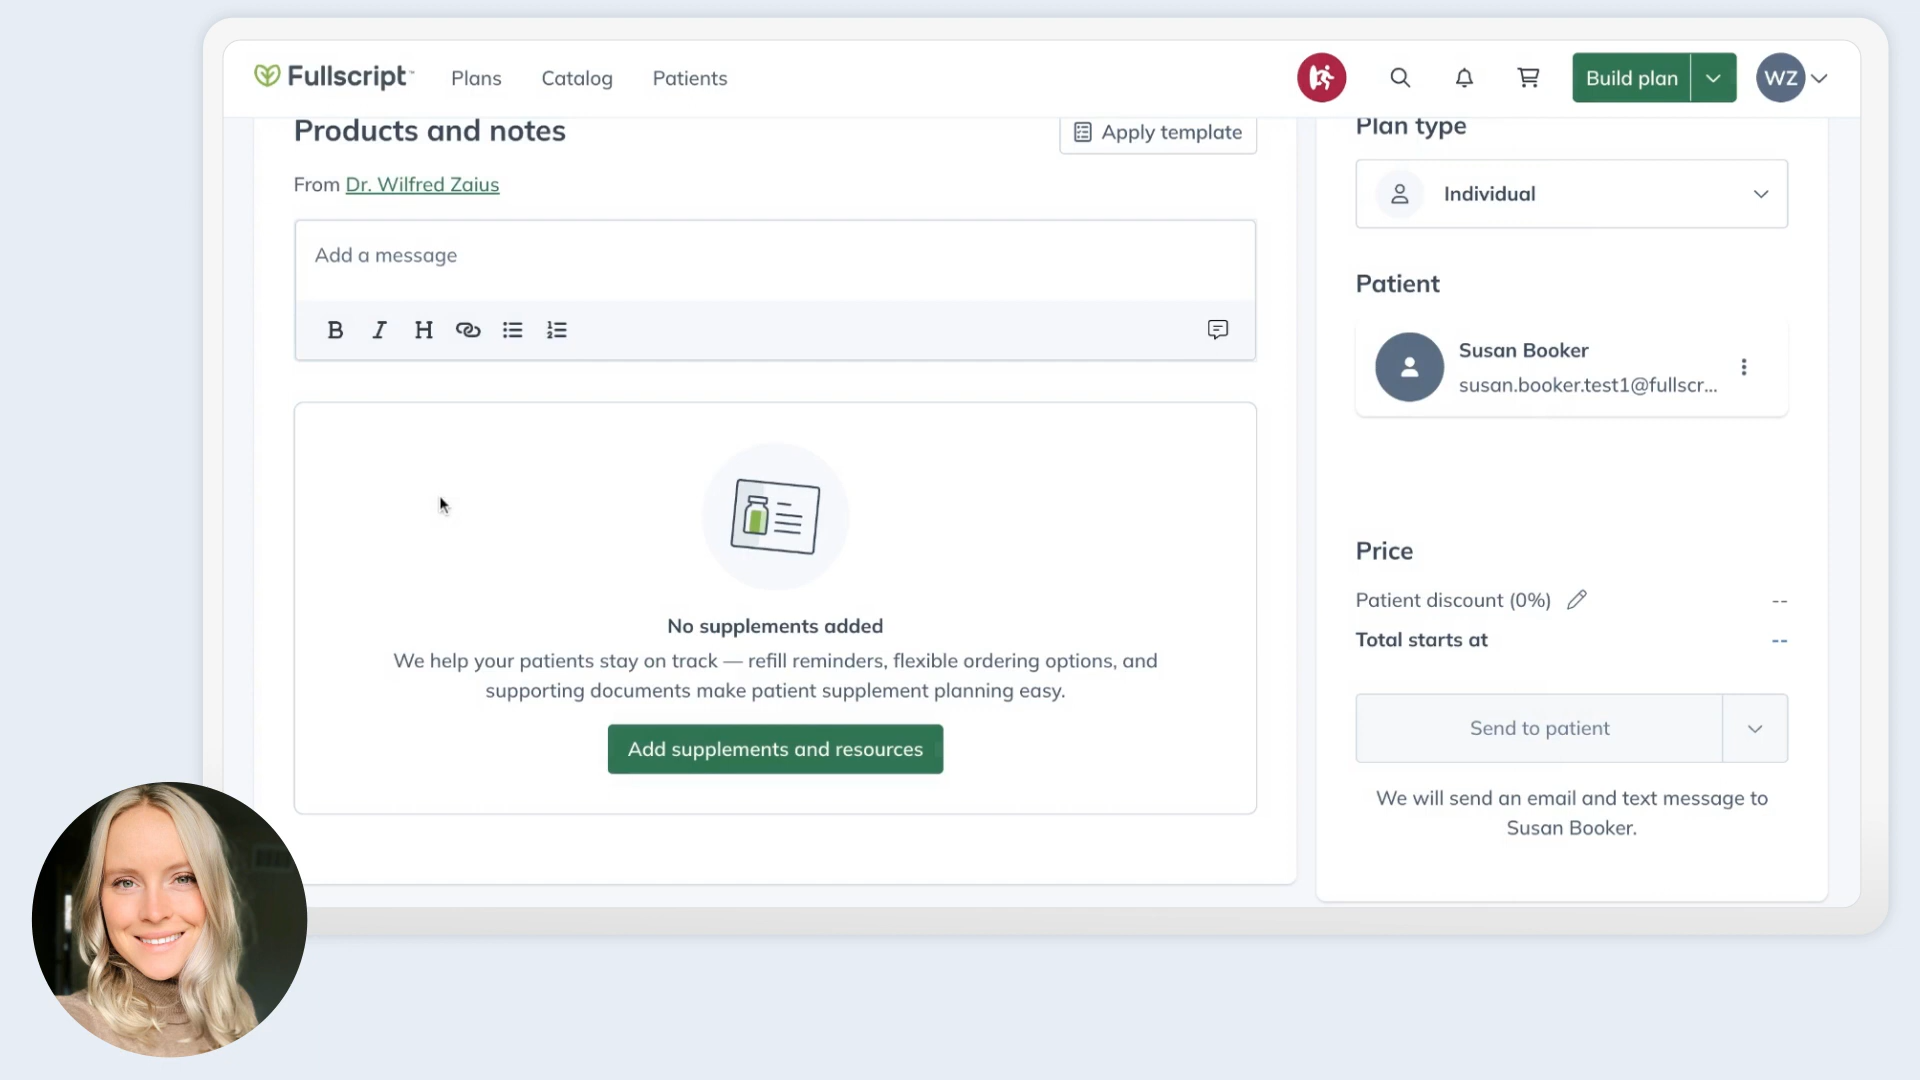 Fullscript™
Plans
Catalog
Patients
Build plan
WZ
Products and notes
Apply template
From Dr. Wilfred Zaius
Add a message
B I H
No supplements added
We help your patients stay on track — refill reminders, flexible ordering options, and
supporting documents make patient supplement planning easy.
Add supplements and resources
Plan type
Individual
Patient
Susan Booker
susan.booker.test1@fullscr...
Price
Patient discount (0%) --
Total starts at --
Send to patient
We will send an email and text message to
Susan Booker.